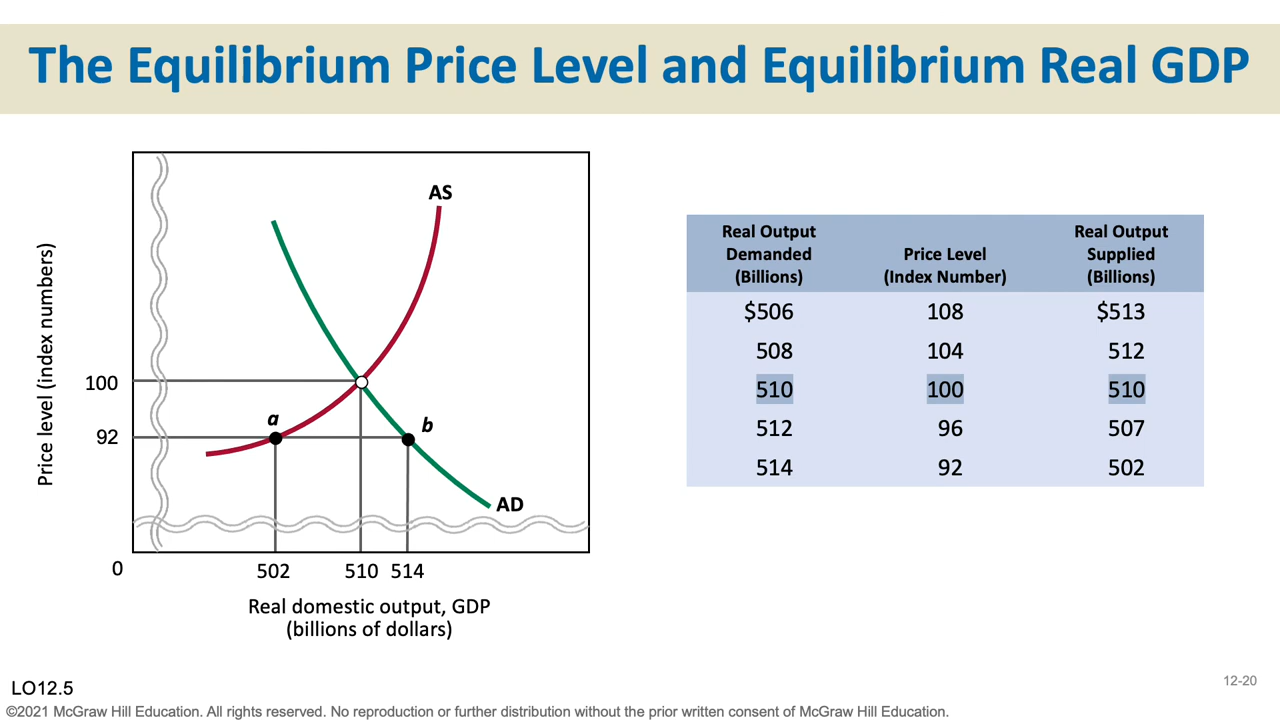 The Equilibrium Price Level and Equilibrium Real GDP
Price level (index numbers)
AS
100
92
a
b
AD
0
502 510 514
Real domestic output, GDP
(billions of dollars)
Real Output Demanded (Billions) Price Level (Index Number) Real Output Supplied (Billions)
$506 108 $513
508 104 512
510 100 510
512 96 507
514 92 502
LO12.5
12-20
©2021 McGraw Hill Education. All rights reserved. No reproduction or further distribution without the prior written consent of McGraw Hill Education.